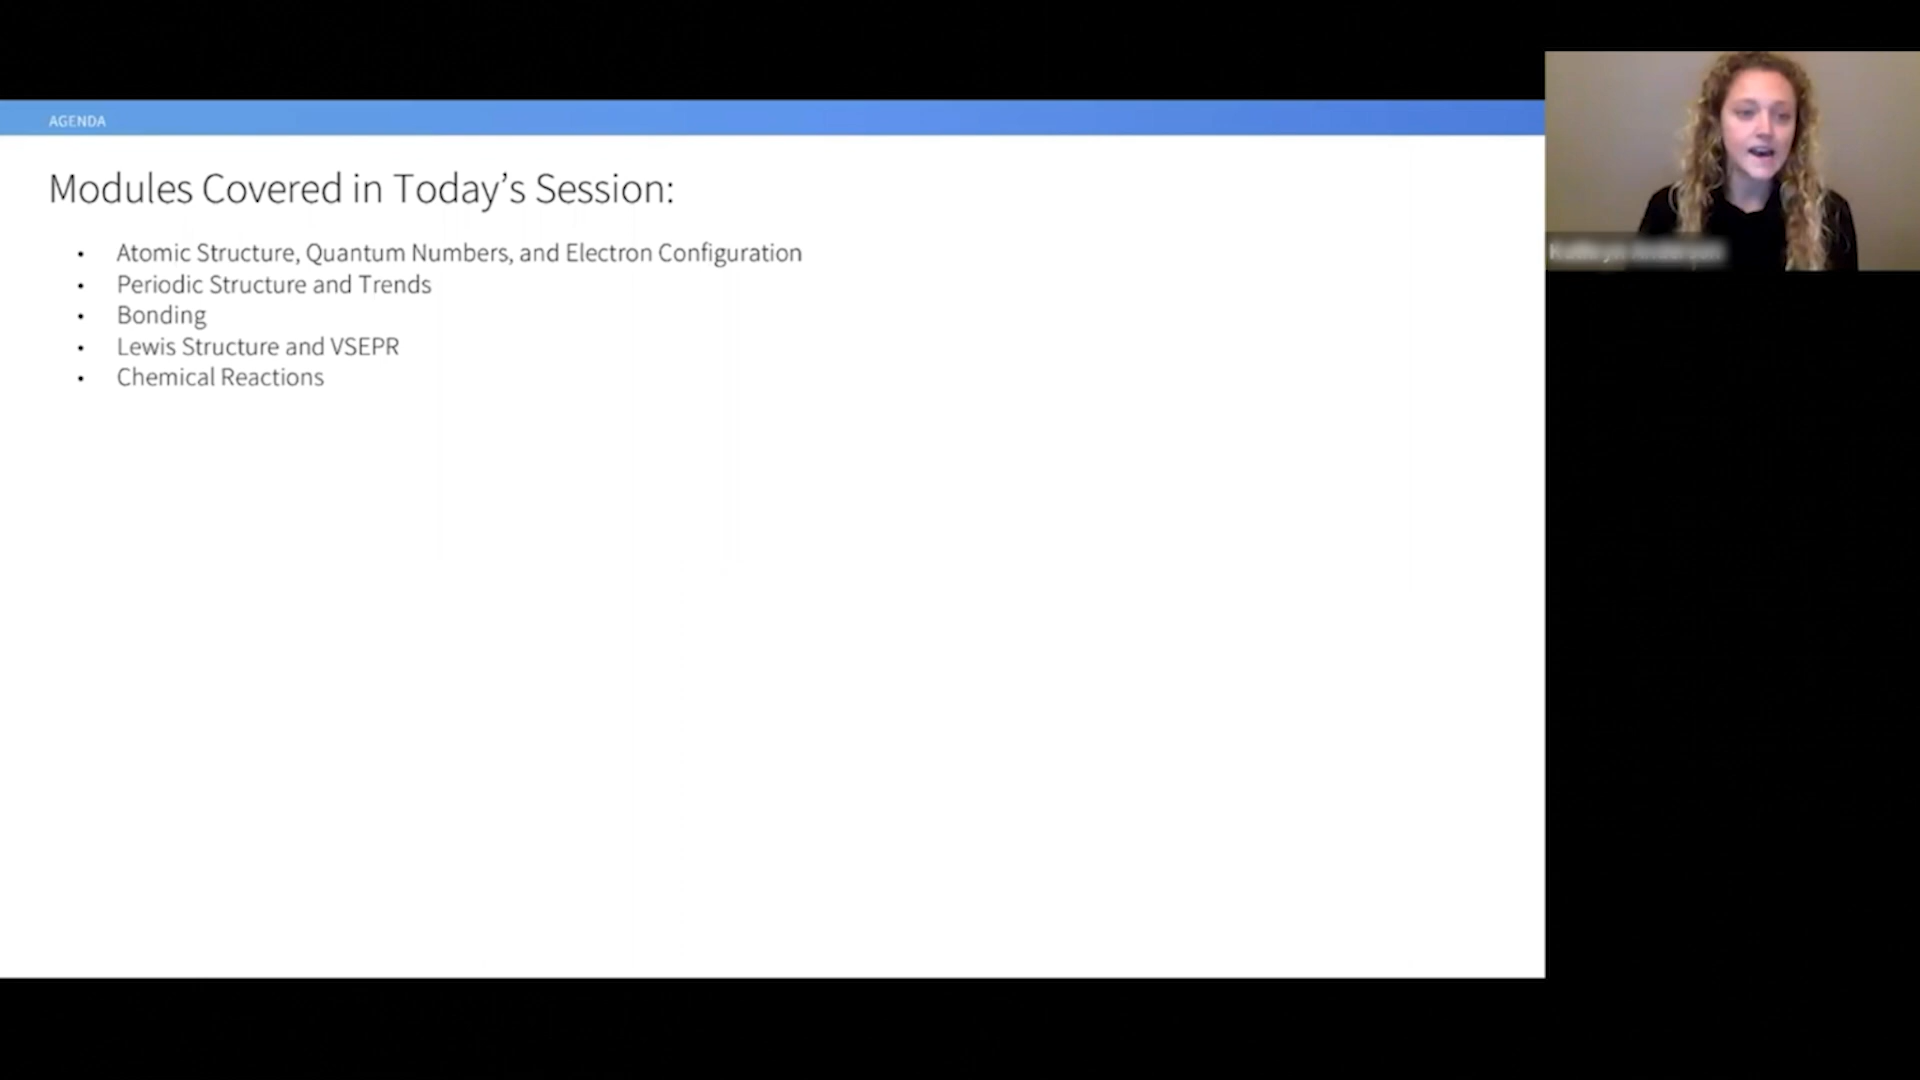 AGENDA
Modules Covered in Today’s Session:
• Atomic Structure, Quantum Numbers, and Electron Configuration
• Periodic Structure and Trends
• Bonding
• Lewis Structure and VSEPR
• Chemical Reactions